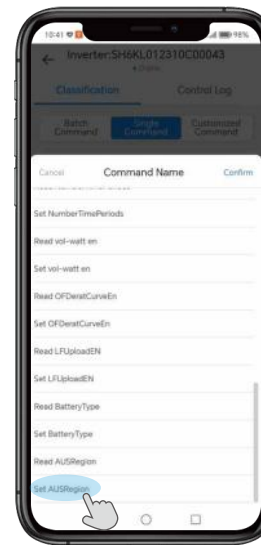 10:41
98%
Inverter:SH6KL012310C00043
Classification Control Log
Batch Command Single Command Customized Command
Cancel Command Name Confirm
Set NumberTimePeriods
Read vol-watt en
Set vol-watt en
Read OFDeratCurveEn
Set OFDeratCurveEn
Read LFUploadEN
Set LFUploadEN
Read BatteryType
Set BatteryType
Read AUSRegion
Set AUSRegion